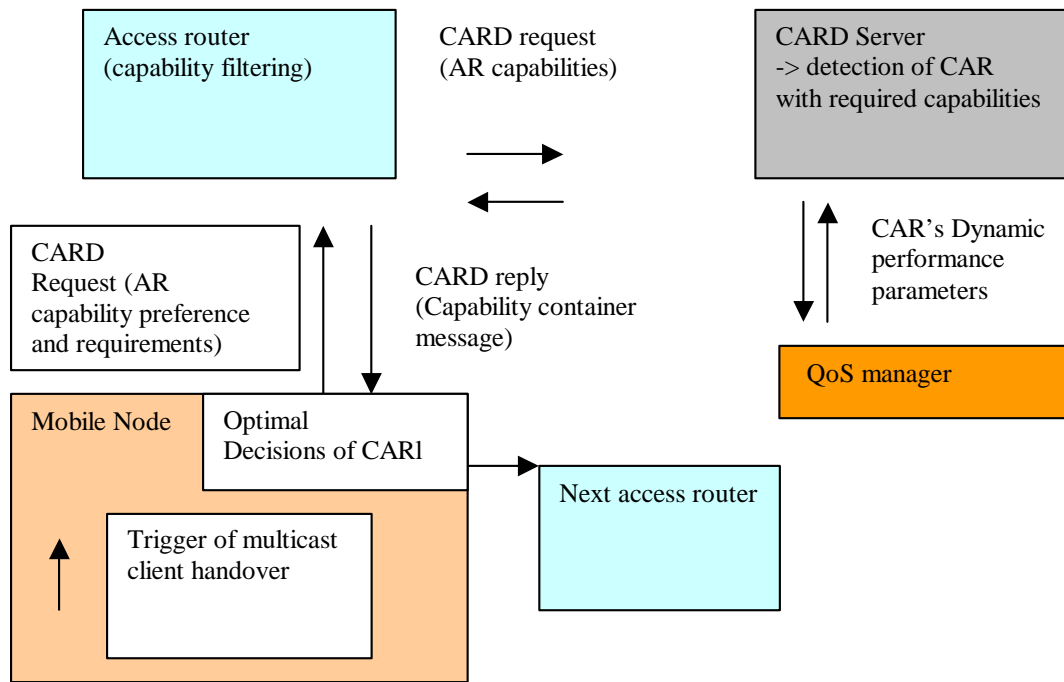 Access router
(capability filtering)
CARD request
(AR capabilities)
CARD Server
-> detection of CAR
with required capabilities
CARD
Request (AR
capability preference
and requirements)
CARD reply
(Capability container
message)
CAR’s Dynamic
performance
parameters
QoS manager
Mobile Node
Optimal
Decisions of CARl
Next access router
Trigger of multicast
client handover